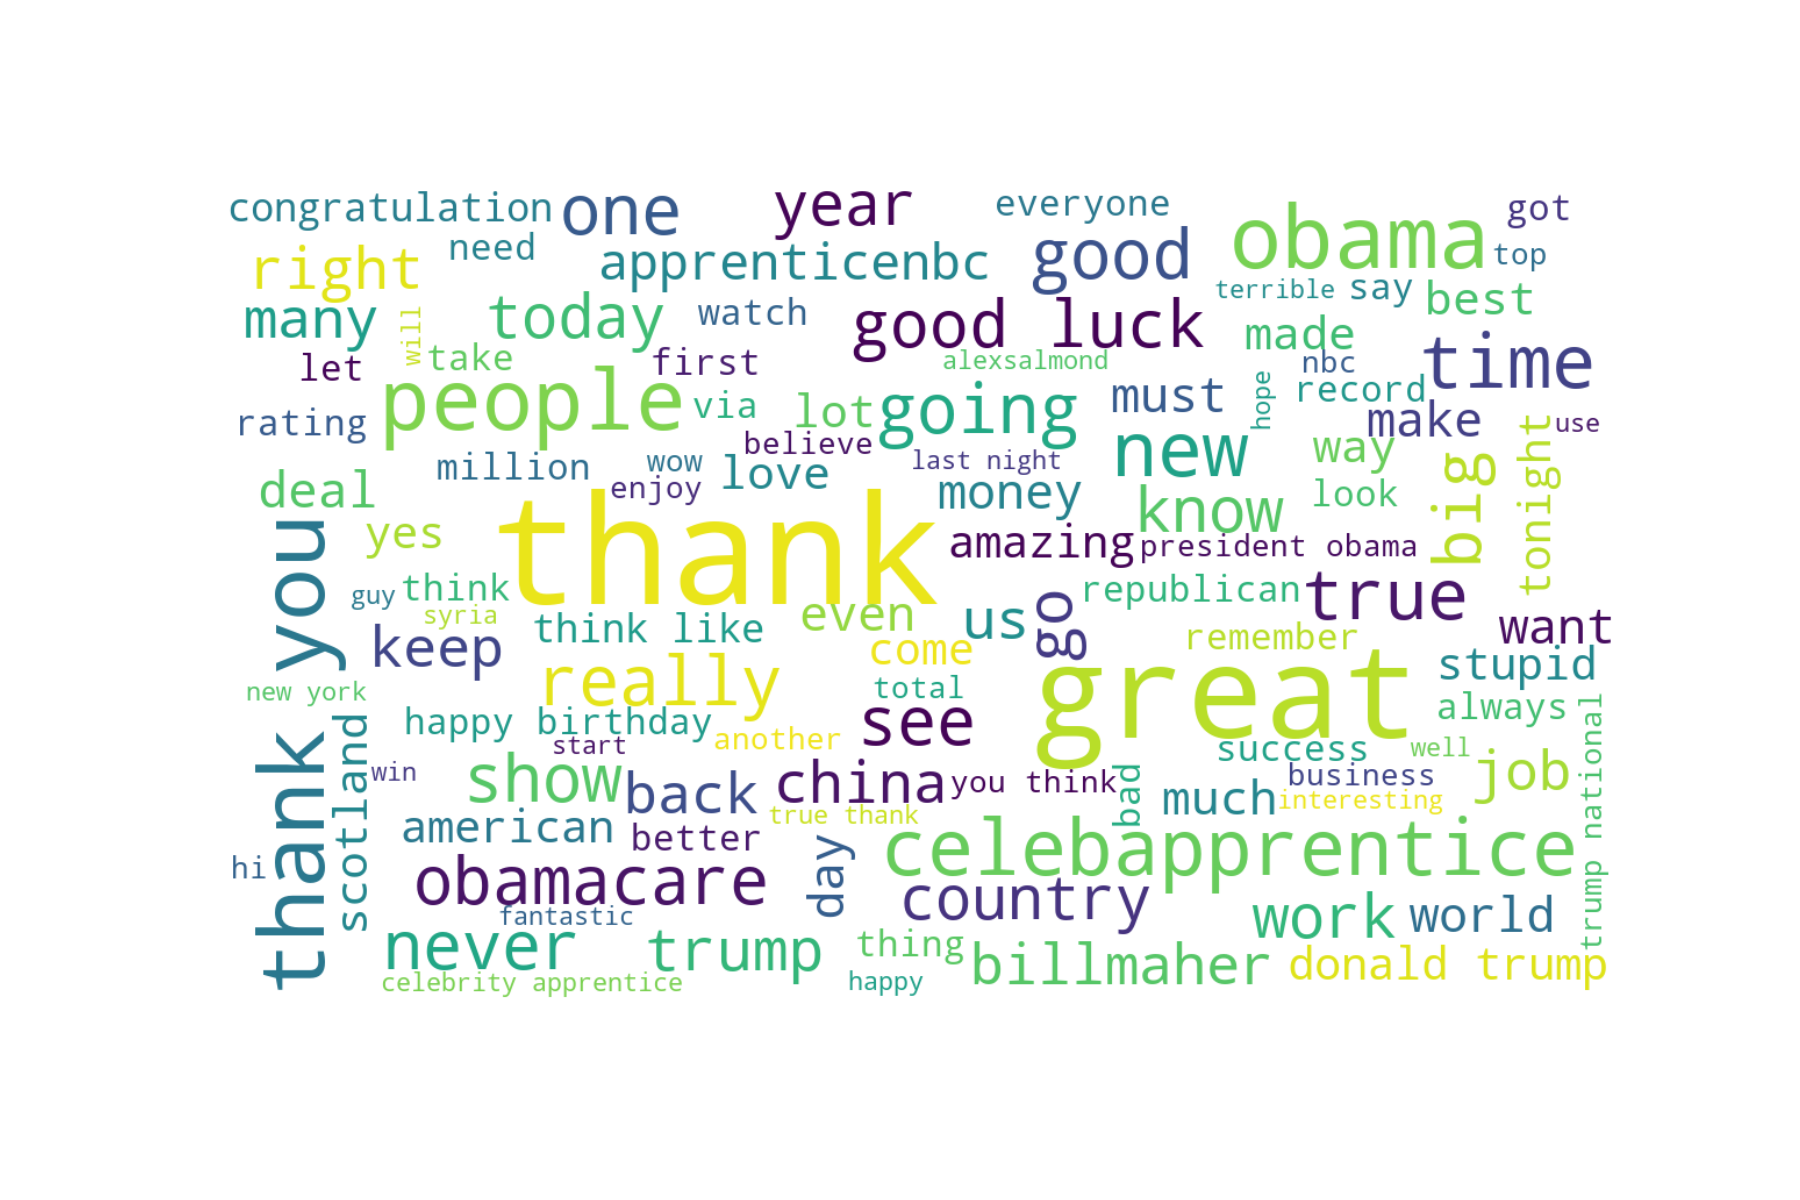 congratulation
one
year
everyone
obama
got
right
need
apprenticenbc
good
top
many
will
today
watch
good luck
terrible
say
best
made
time
let
take
first
alexsalmond
nbc
people
via
lot
going
must
hope
record
make
use
rating
believe
new
way
big
tonight
million
wow
love
last night
deal
enjoy
money
know
look
thank you
yes
thank
amazing
president obama
guy
think
syria
even
us
go
republican
true
want
keep
think like
come
remember
stupid
new york
really
total
great
always
scotland
happy birthday
start
another
see
success
well
trump national
win
show
back
china
you think
bad
business
job
american
better
true thank
much
interesting
hi
obamacare
day
celebapprentice
fantastic
country
work
world
never
trump
thing
billmaher
donald trump
celebrity apprentice
happy